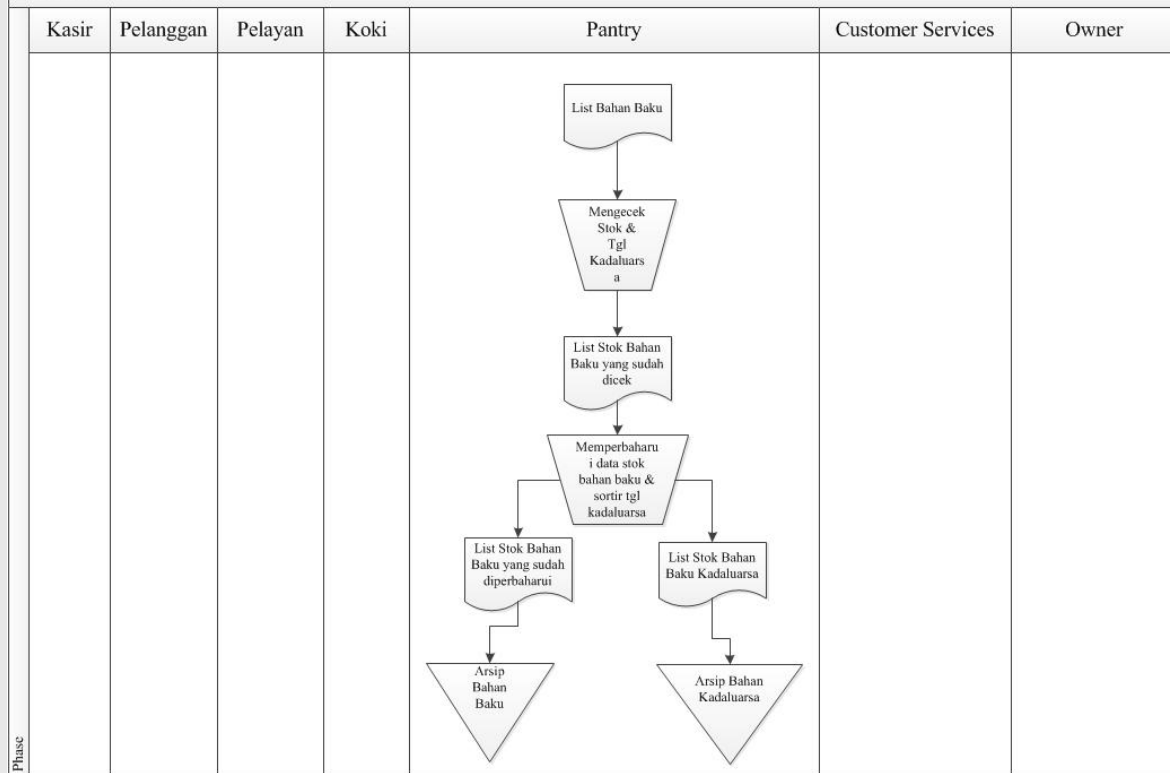 Kasir Pelanggan Pelayan Koki Pantry Customer Services Owner
List Bahan Baku
Mengecek
Stok &
Tgl
Kadaluars
a
List Stok Bahan
Baku yang sudah
dicek
Memperbaharu
i data stok
bahan baku &
sortir tgl
kadaluarsa
List Stok Bahan
Baku yang sudah
diperbaharui
List Stok Bahan
Baku Kadaluarsa
Arsip
Bahan
Baku
Arsip Bahan
Kadaluarsa
Phase